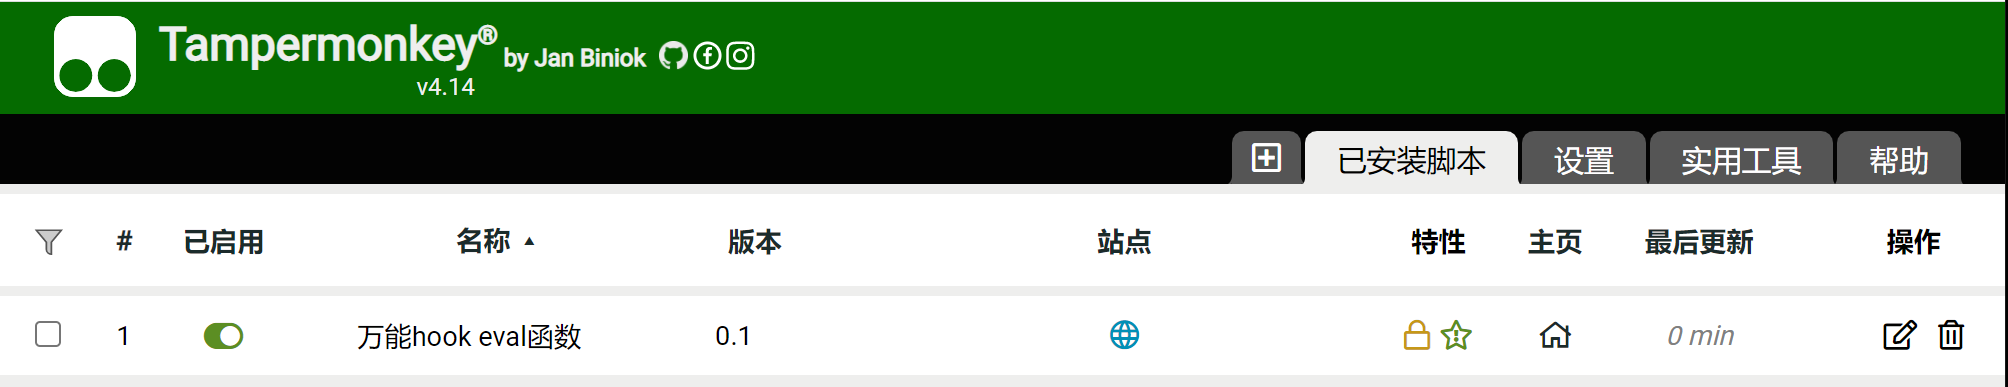 Tampermonkey® by Jan Biniok
v4.14
已安装脚本 设置 实用工具 帮助
# 已启用 名称 ▲ 版本 站点 特性 主页 最后更新 操作
1 万能hook eval函数 0.1 0 min